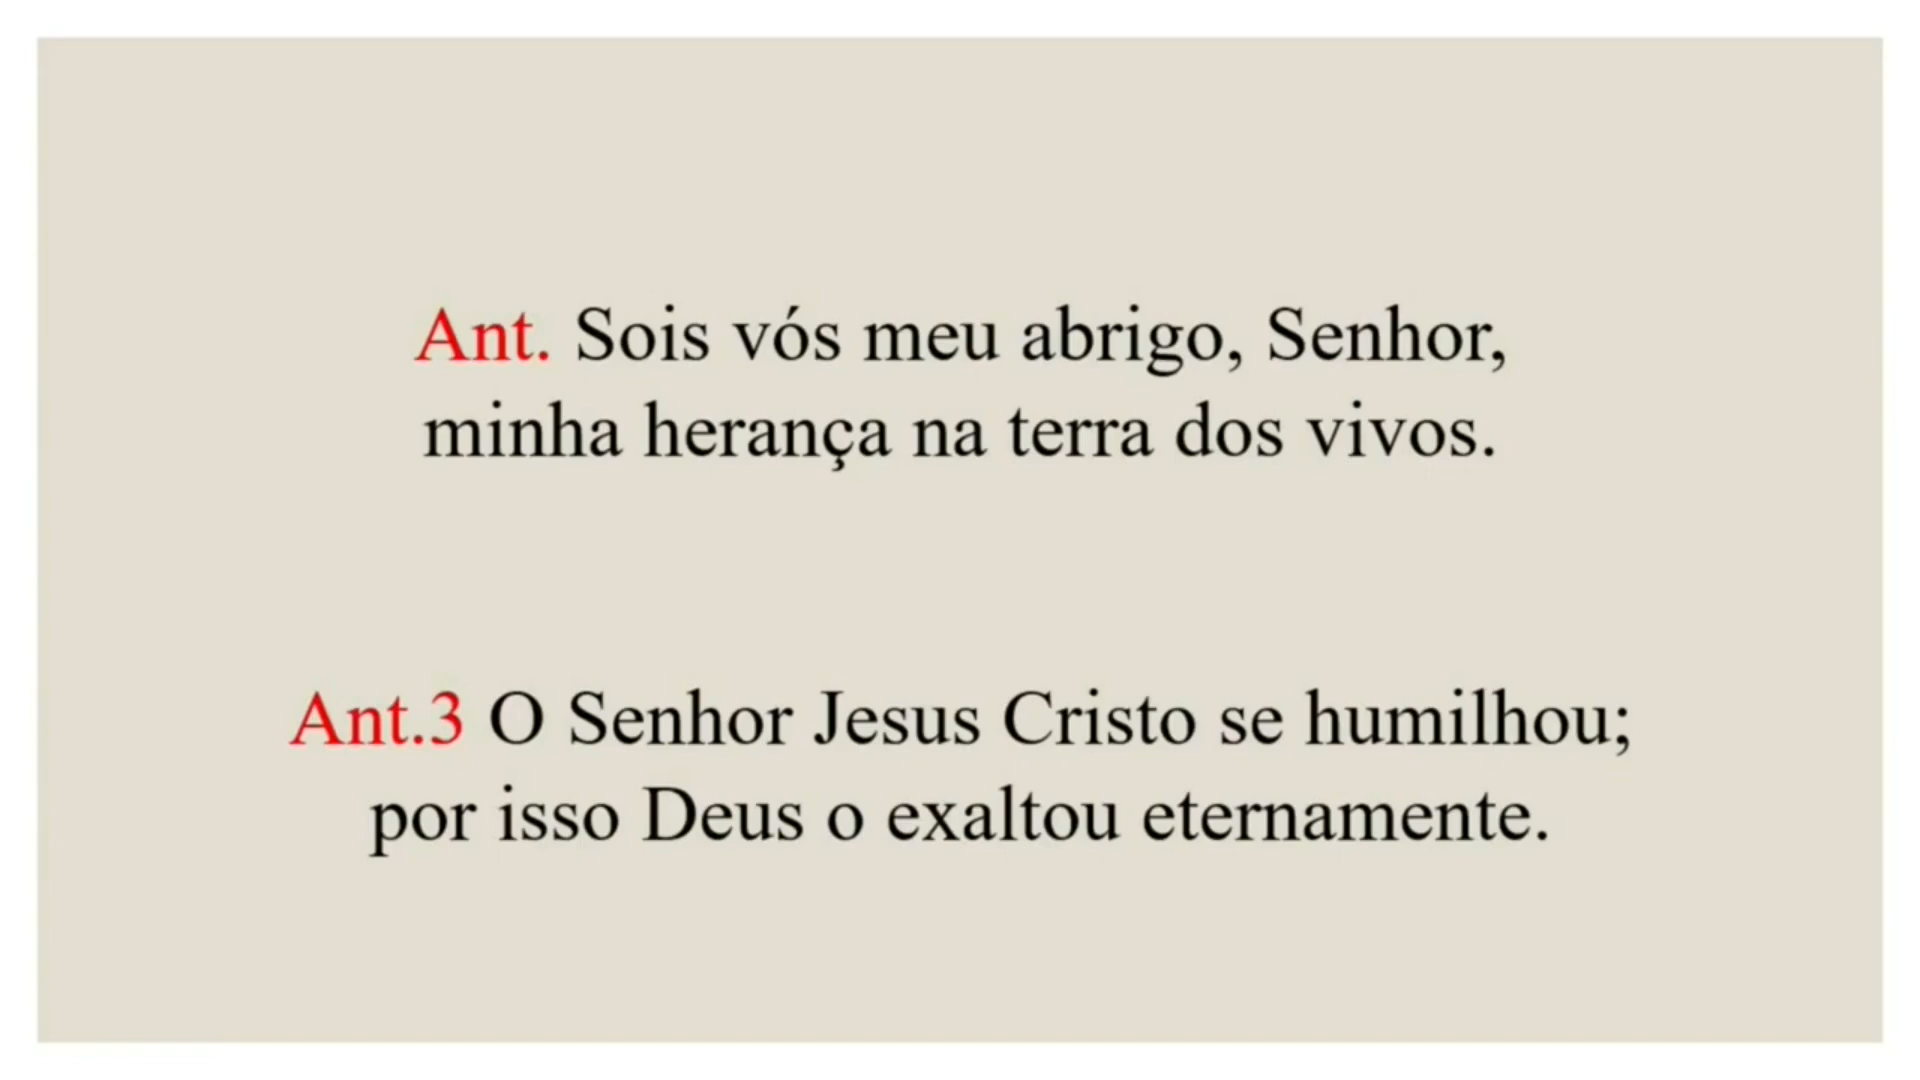 Ant. Sois vós meu abrigo, Senhor,
minha herança na terra dos vivos.
Ant.3 O Senhor Jesus Cristo se humilhou;
por isso Deus o exaltou eternamente.